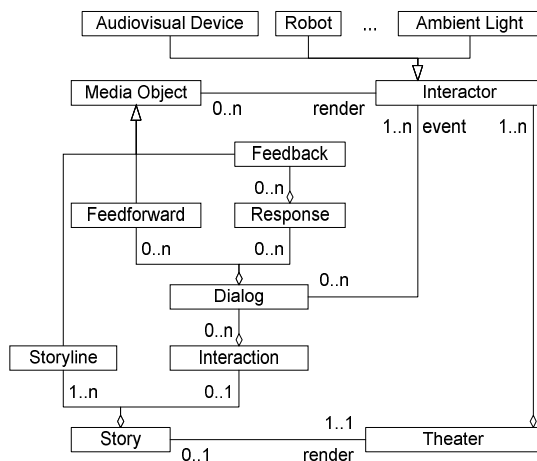 Audiovisual Device Robot ... Ambient Light
Media Object 0..n render Interactor
1..n event 1..n
Feedback
0..n
Feedforward Response
0..n 0..n
0..n
Dialog
0..n
Storyline Interaction
1..n 0..1
1..1
Story Theater
0..1 render